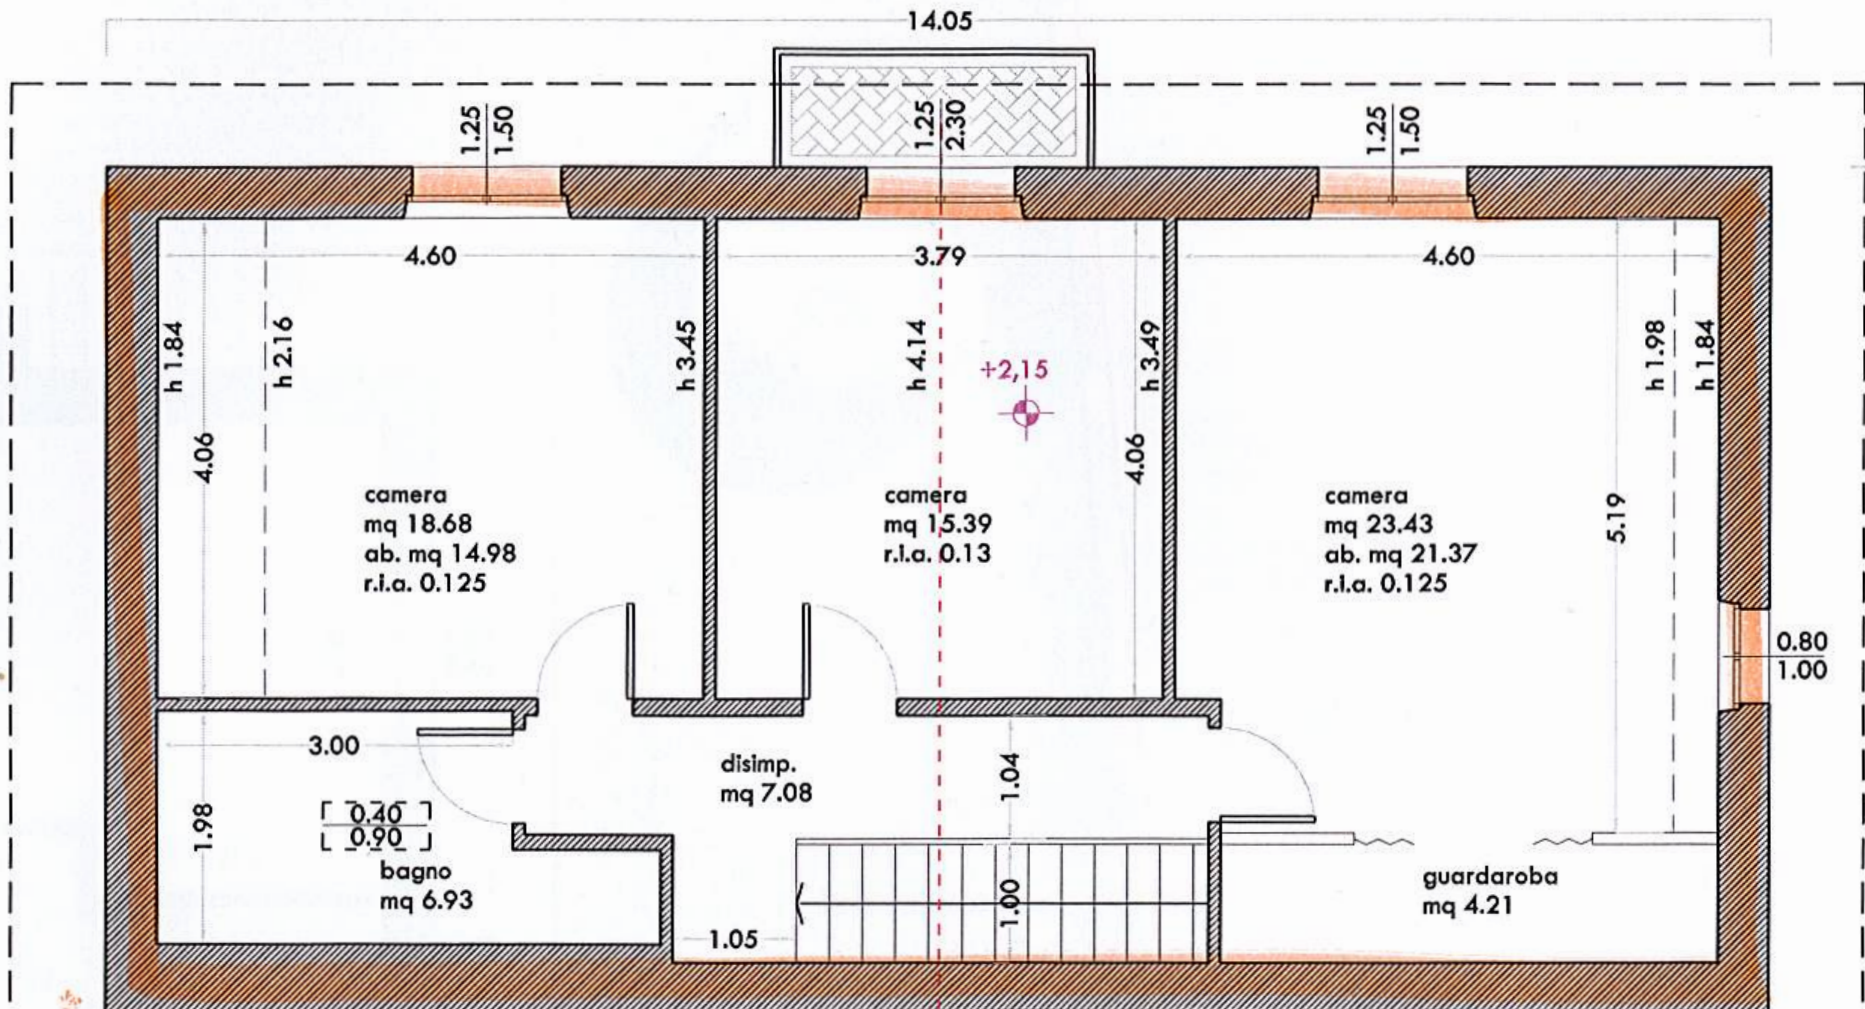 14.05
1.25
1.50
1.25
2.30
1.25
1.50
4.60
3.79
4.60
h 1.84
h 2.16
h 3.45
h 4.14
h 3.49
h 1.98
h 1.84
+2,15
4.06
4.06
5.19
camera
mq 18.68
ab. mq 14.98
r.i.a. 0.125
camera
mq 15.39
r.i.a. 0.13
camera
mq 23.43
ab. mq 21.37
r.i.a. 0.125
0.80
1.00
3.00
disimp.
mq 7.08
1.04
1.98
0.40
0.90
bagno
mq 6.93
1.05
1.00
guardaroba
mq 4.21